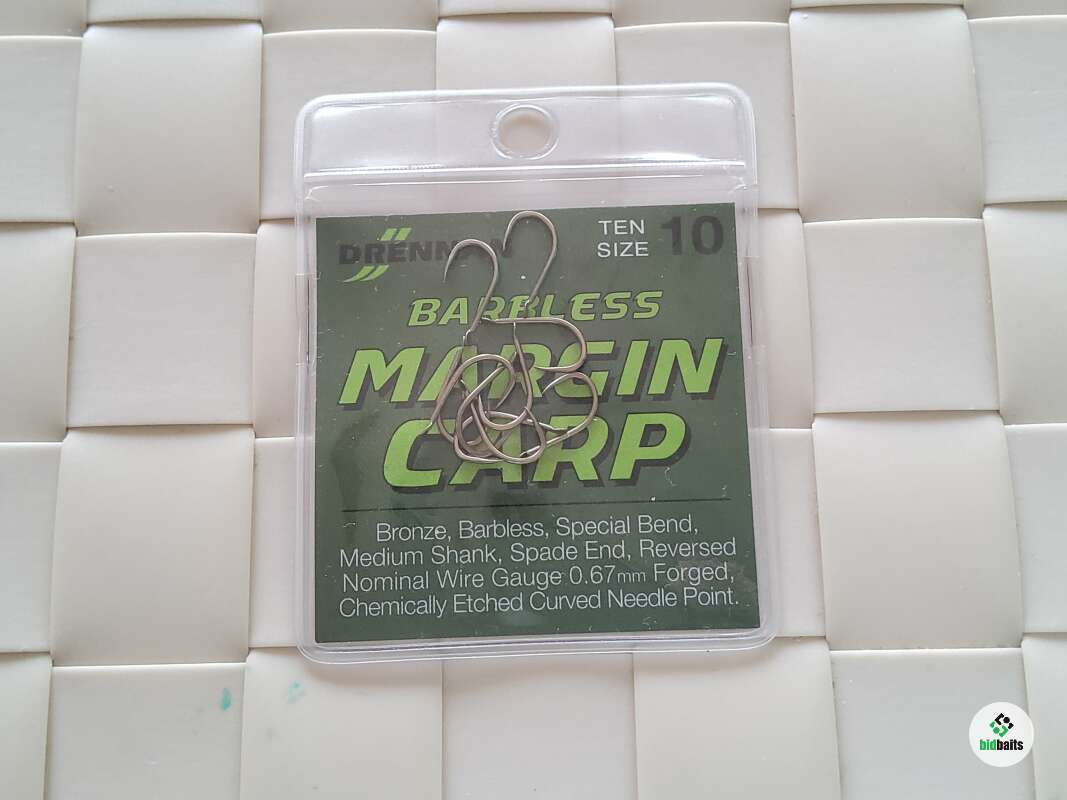 DRENNAN
TEN
SIZE 10
BARBLESS
MARGIN
CARP
Bronze, Barbless, Special Bend,
Medium Shank, Spade End, Reversed
Nominal Wire Gauge 0.67mm Forged,
Chemically Etched Curved Needle Point.
bidbaits